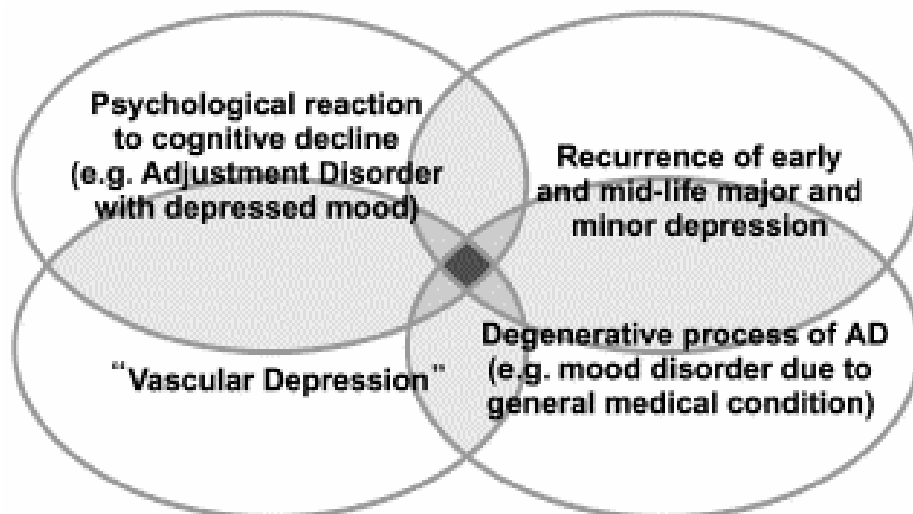 Psychological reaction
to cognitive decline
(e.g. Adjustment Disorder
with depressed mood)
Recurrence of early
and mid-life major and
minor depression
"Vascular Depression"
Degenerative process of AD
(e.g. mood disorder due to
general medical condition)